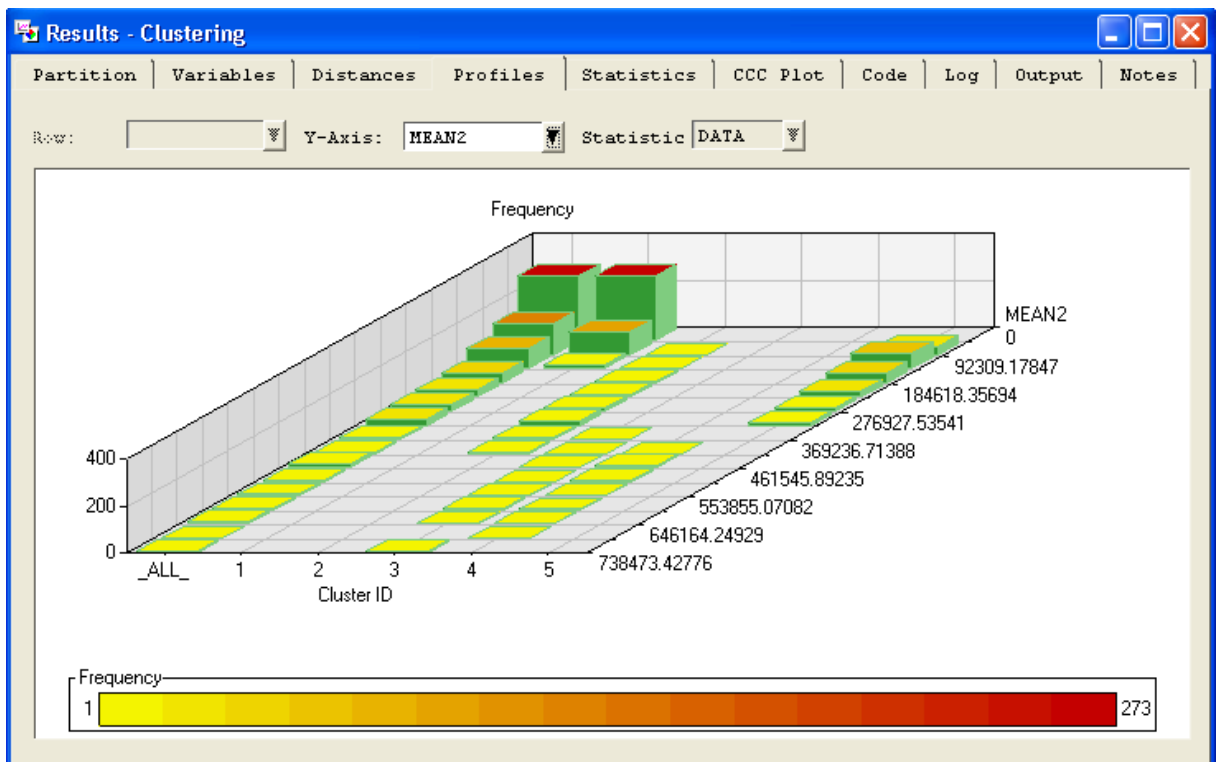 Results - Clustering
Partition Variables Distances Profiles Statistics CCC Plot Code Log Output Notes
Row: Y-Axis: MEAN2 Statistic DATA
Frequency
MEAN2
0
92309.17847
184618.35694
276927.53541
369236.71388
461545.89235
553855.07082
646164.24929
738473.42776
400
200
0
_ALL_ 1 2 3 4 5
Cluster ID
Frequency
1 273